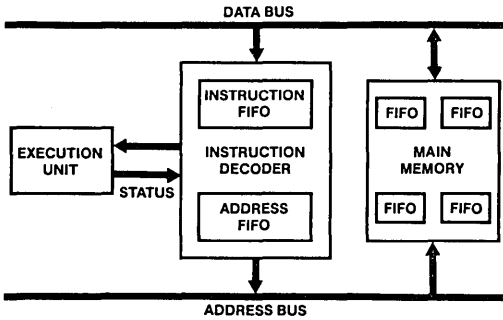 DATA BUS
INSTRUCTION
FIFO
INSTRUCTION
DECODER
ADDRESS
FIFO
EXECUTION
UNIT
STATUS
FIFO
FIFO
MAIN
MEMORY
FIFO
FIFO
ADDRESS BUS